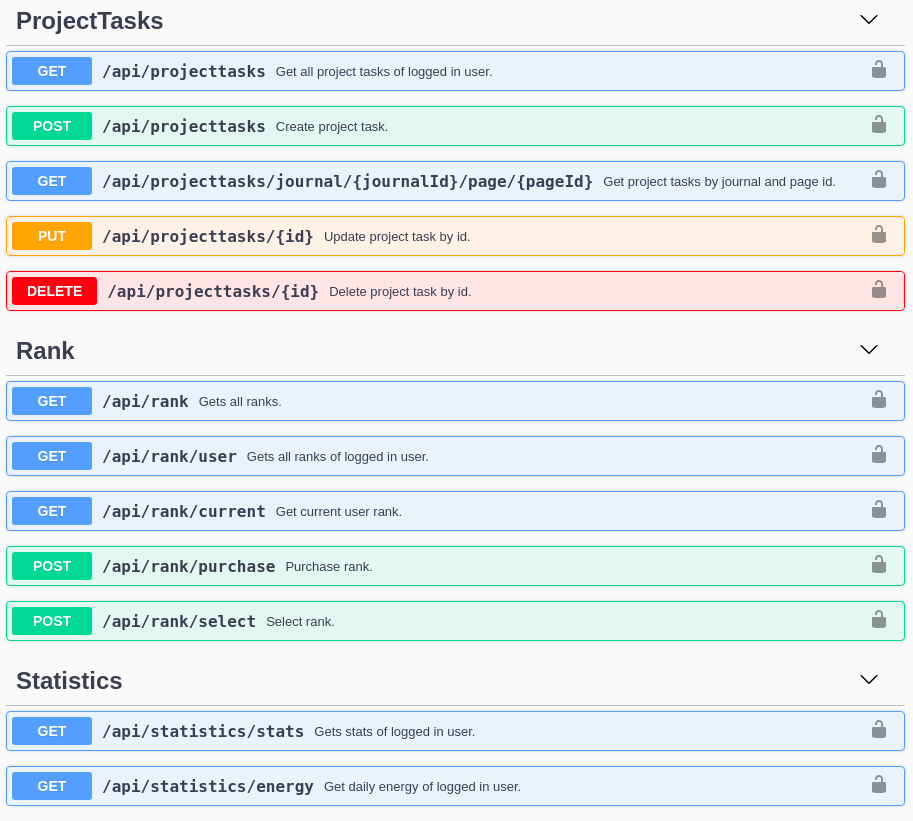 ProjectTasks
GET /api/projecttasks Get all project tasks of logged in user.
POST /api/projecttasks Create project task.
GET /api/projecttasks/journal/{journalId}/page/{pageId} Get project tasks by journal and page id.
PUT /api/projecttasks/{id} Update project task by id.
DELETE /api/projecttasks/{id} Delete project task by id.
Rank
GET /api/rank Gets all ranks.
GET /api/rank/user Gets all ranks of logged in user.
GET /api/rank/current Get current user rank.
POST /api/rank/purchase Purchase rank.
POST /api/rank/select Select rank.
Statistics
GET /api/statistics/stats Gets stats of logged in user.
GET /api/statistics/energy Get daily energy of logged in user.